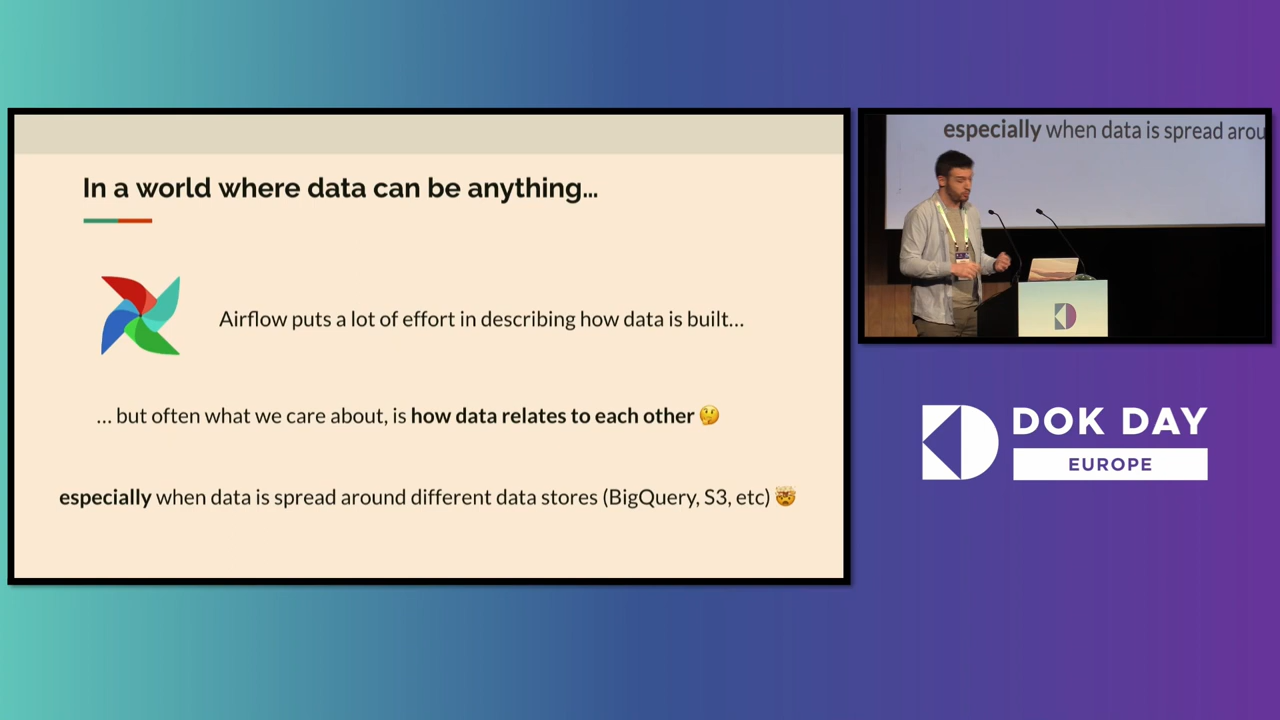 In a world where data can be anything...
Airflow puts a lot of effort in describing how data is built...
... but often what we care about, is how data relates to each other 🤔
especially when data is spread around different data stores (BigQuery, S3, etc) 🤯
especially when data is spread arou
DOK DAY
EUROPE